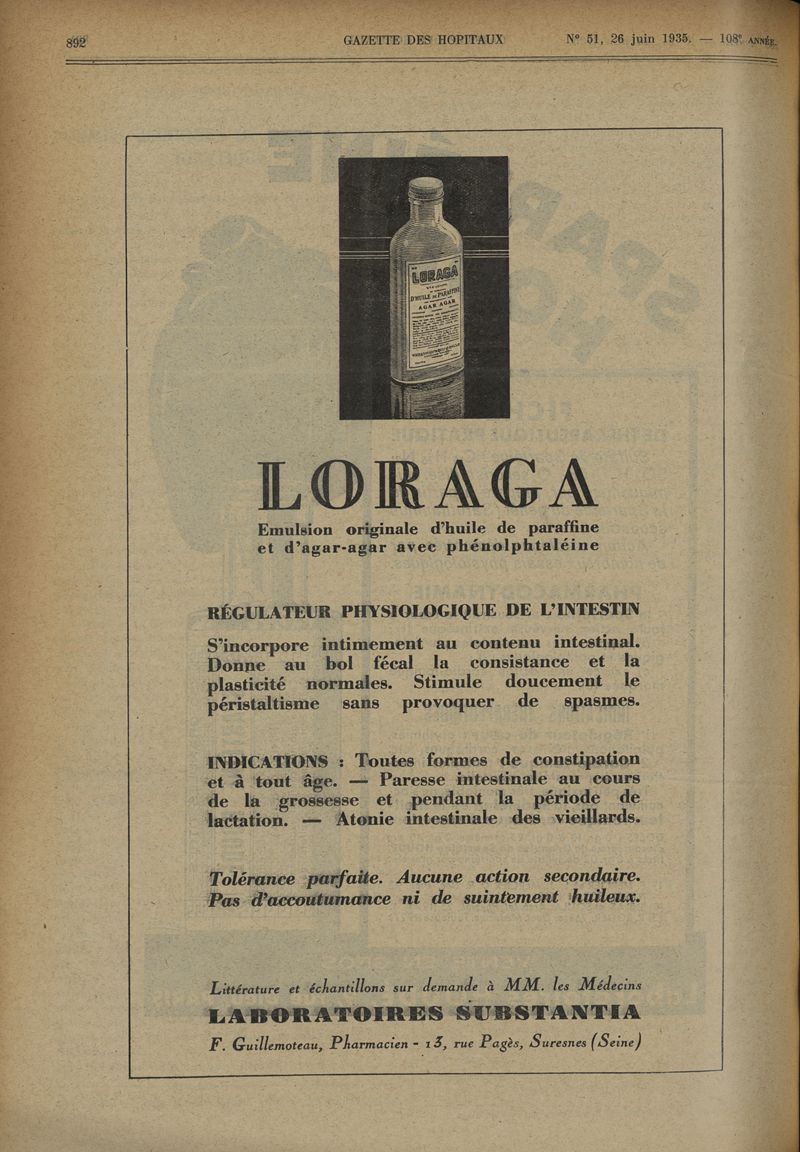 892
GAZETTE DES HOPITAUX
Nº 51, 26 juin 1935. — 108e ANNÉE.
LORAGA
D'HUILE DE PARAFFINE
AGAR AGAR
LORAGA
Emulsion originale d'huile de paraffine
et d'agar-agar avec phénolphtaléine
RÉGULATEUR PHYSIOLOGIQUE DE L'INTESTIN
S'incorpore intimement au contenu intestinal.
Donne au bol fécal la consistance et la
plasticité normales. Stimule doucement le
péristaltisme sans provoquer de spasmes.
INDICATIONS : Toutes formes de constipation
et à tout âge. — Paresse intestinale au cours
de la grossesse et pendant la période de
lactation. — Atonie intestinale des vieillards.
Tolérance parfaite. Aucune action secondaire.
Pas d'accoutumance ni de suintement huileux.
Littérature et échantillons sur demande à MM. les Médecins
LABORATOIRES SUBSTANTIA
F. Guillemoteau, Pharmacien - 13, rue Pagès, Suresnes (Seine)